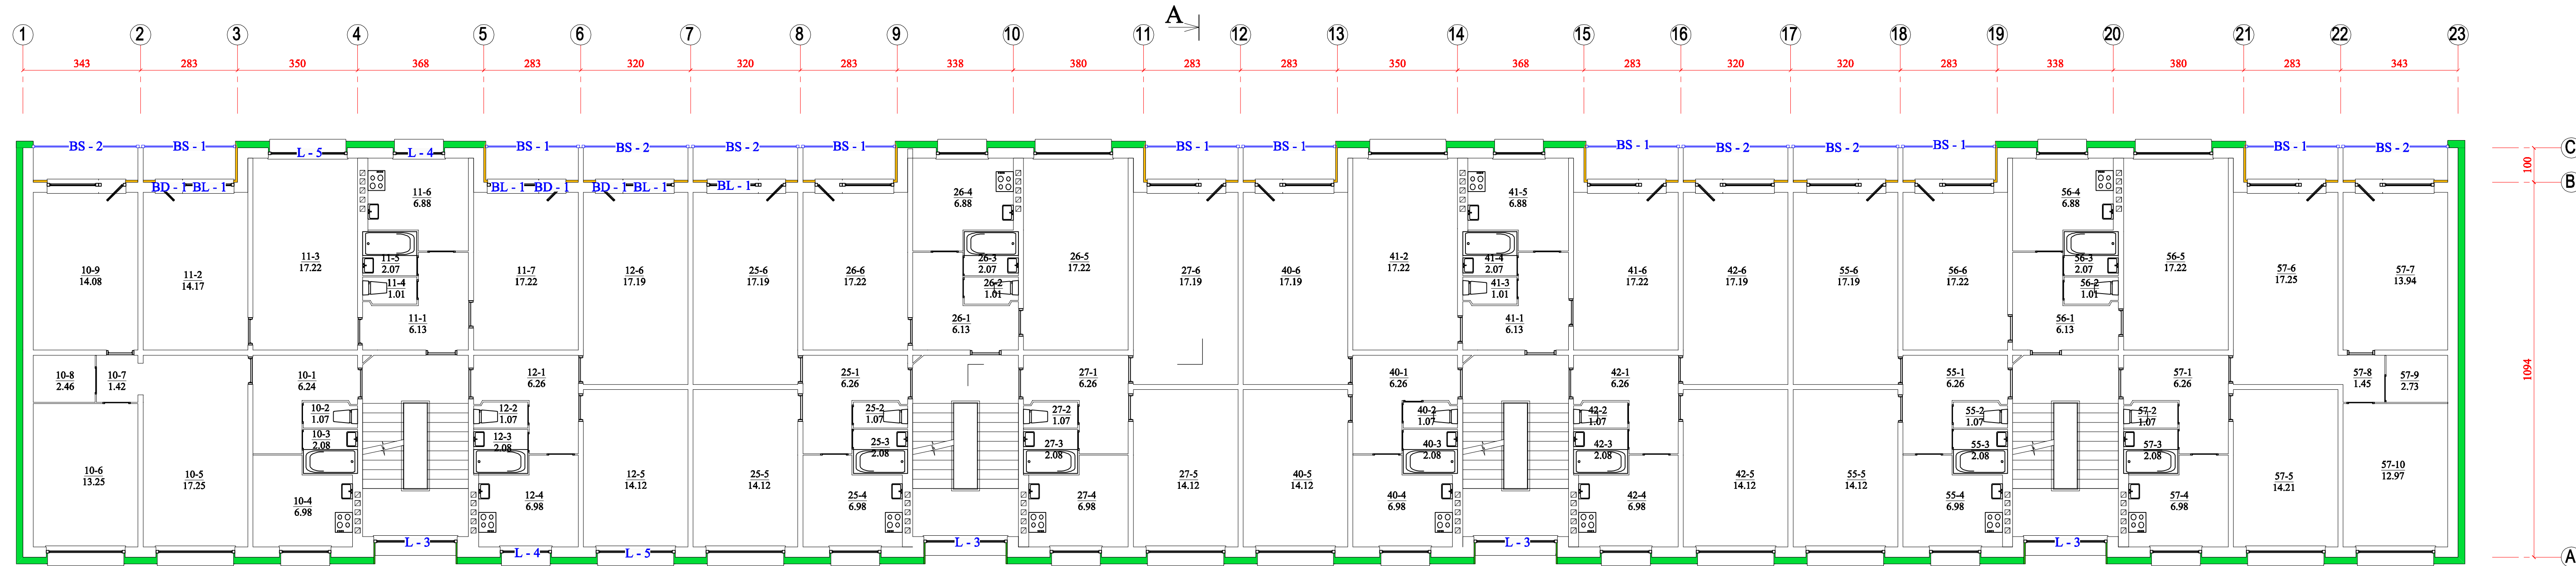 A
1 2 3 4 5 6 7 8 9 10 11 12 13 14 15 16 17 18 19 20 21 22 23
343 283 350 368 283 320 320 283 338 380 283 283 350 368 283 320 320 283 338 380 283 343
BS - 2 BS - 1 BS - 1 BS - 2 BS - 2 BS - 1 BS - 1 BS - 1 BS - 1 BS - 2 BS - 2 BS - 1 BS - 1 BS - 2 C
L - 5 L - 4
100
BD - 1 BL - 1 BL - 1 BD - 1 BD - 1 BL - 1 BL - 1 B
11-6 26-4 41-5 56-4
6.88 6.88 6.88 6.88
11-3 11-5 26-3 26-5 41-2 41-4 56-3 56-5
17.22 2.07 2.07 17.22 17.22 2.07 2.07 17.22
10-9 11-2 11-7 12-6 25-6 26-6 27-6 40-6 41-6 42-6 55-6 56-6 57-6 57-7
14.08 14.17 17.22 17.19 17.19 17.22 17.19 17.19 17.22 17.19 17.19 17.22 17.25 13.94
11-4 26-2 41-3 56-2
1.01 1.01 1.01 1.01
11-1 26-1 41-1 56-1
6.13 6.13 6.13 6.13
10-8 10-7 10-1 12-1 25-1 27-1 40-1 42-1 55-1 57-1 57-8 57-9
2.46 1.42 6.24 6.26 6.26 6.26 6.26 6.26 6.26 6.26 1.45 2.73
1094
10-2 12-2 25-2 27-2 40-2 42-2 55-2 57-2
1.07 1.07 1.07 1.07 1.07 1.07 1.07 1.07
10-3 12-3 25-3 27-3 40-3 42-3 55-3 57-3
2.08 2.08 2.08 2.08 2.08 2.08 2.08 2.08
10-6 10-5 12-5 25-5 27-5 40-5 42-5 55-5 57-5 57-10
13.25 17.25 14.12 14.12 14.12 14.12 14.12 14.12 14.21 12.97
10-4 12-4 25-4 27-4 40-4 42-4 55-4 57-4
6.98 6.98 6.98 6.98 6.98 6.98 6.98 6.98
L - 3 L - 3 L - 3 L - 3
L - 4 L - 5 A